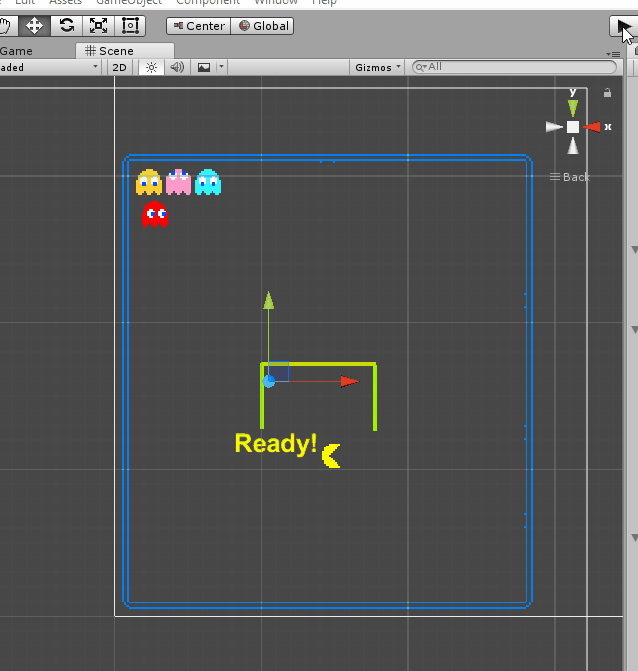 Edit Assets GameObject Component Window Help
Center Global
Game Scene
aded 2D Gizmos All
y
x
Back
Ready!